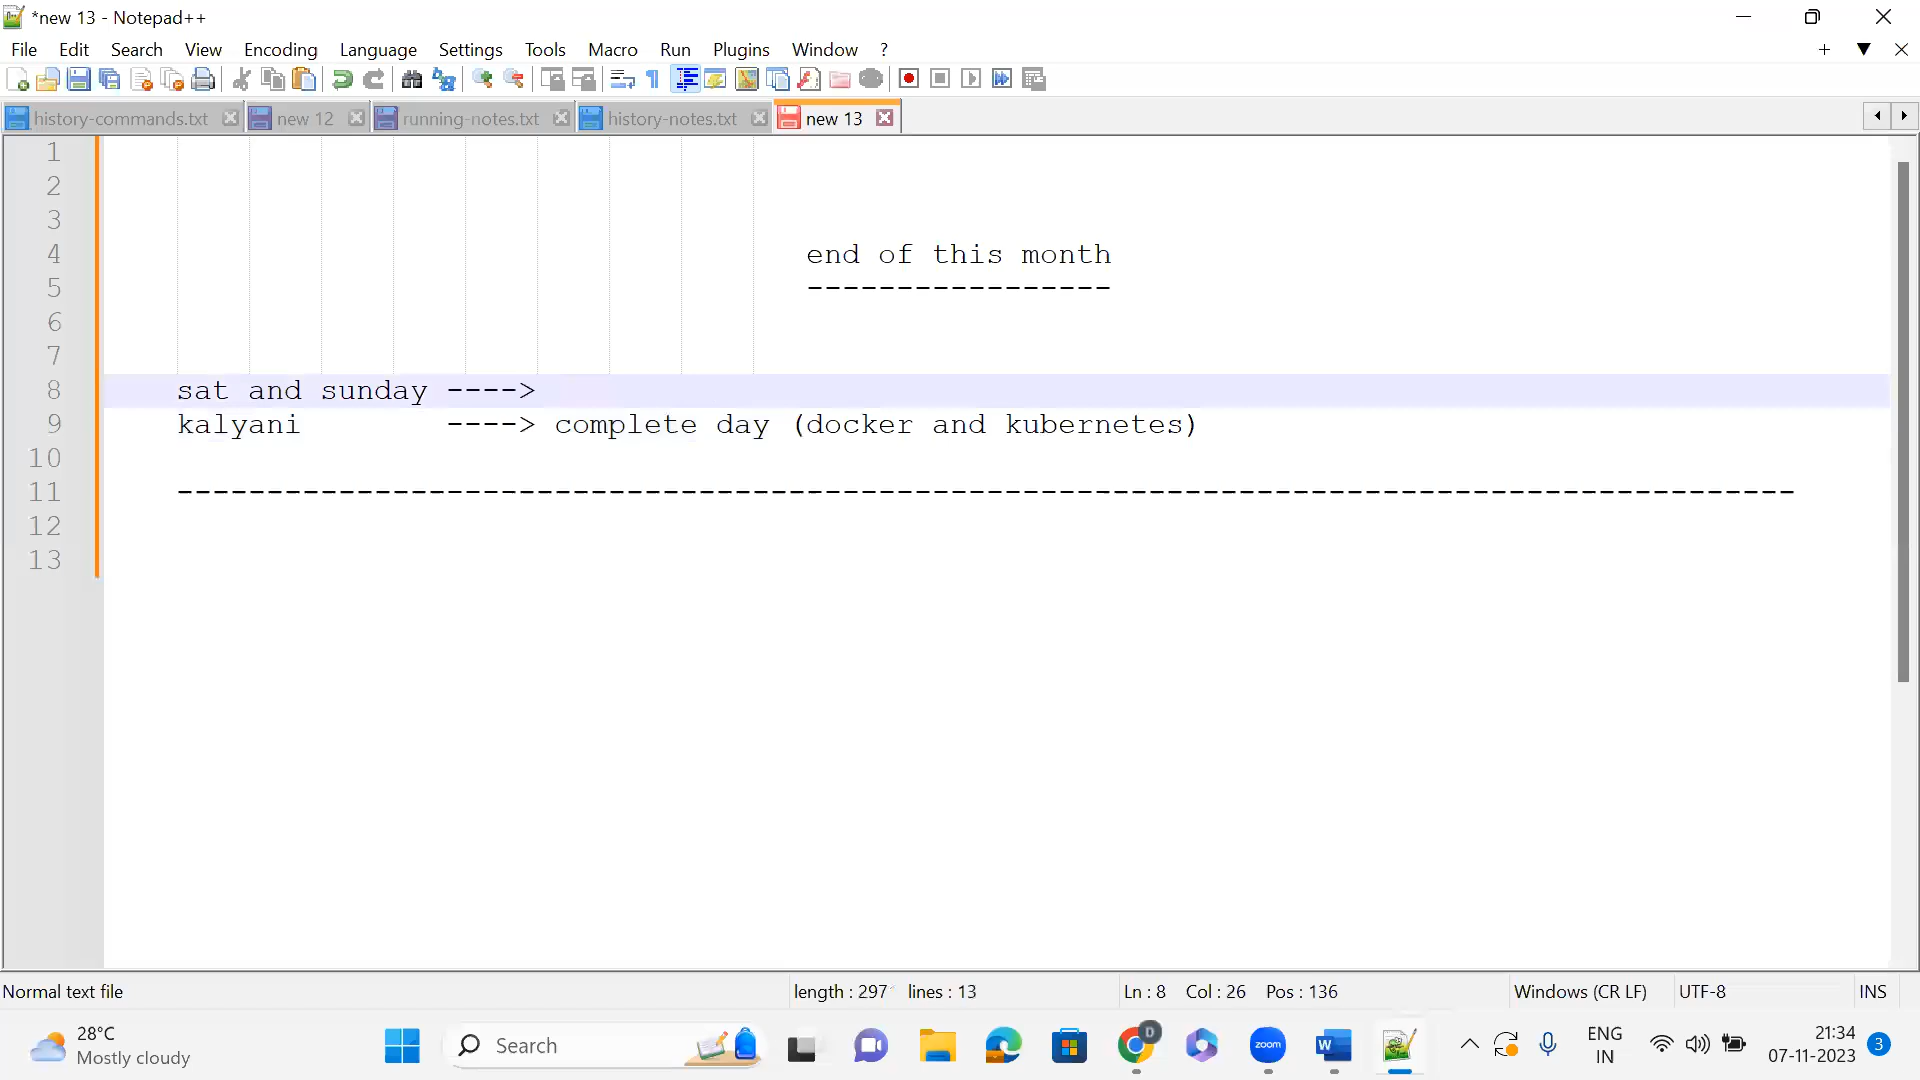 *new 13 - Notepad++
File Edit Search View Encoding Language Settings Tools Macro Run Plugins Window ?
history-commands.txt new 12 running-notes.txt history-notes.txt new 13
1
2
3
4 end of this month
5 -----------------
6
7
8 sat and sunday ---->
9 kalyani ----> complete day (docker and kubernetes)
10
11 ------------------------------------------------------------------------------------------
12
13
Normal text file length : 297 lines : 13 Ln : 8 Col : 26 Pos : 136 Windows (CR LF) UTF-8 INS
28°C
Mostly cloudy
Search
D
zoom
W
ENG
IN
21:34
07-11-2023
3